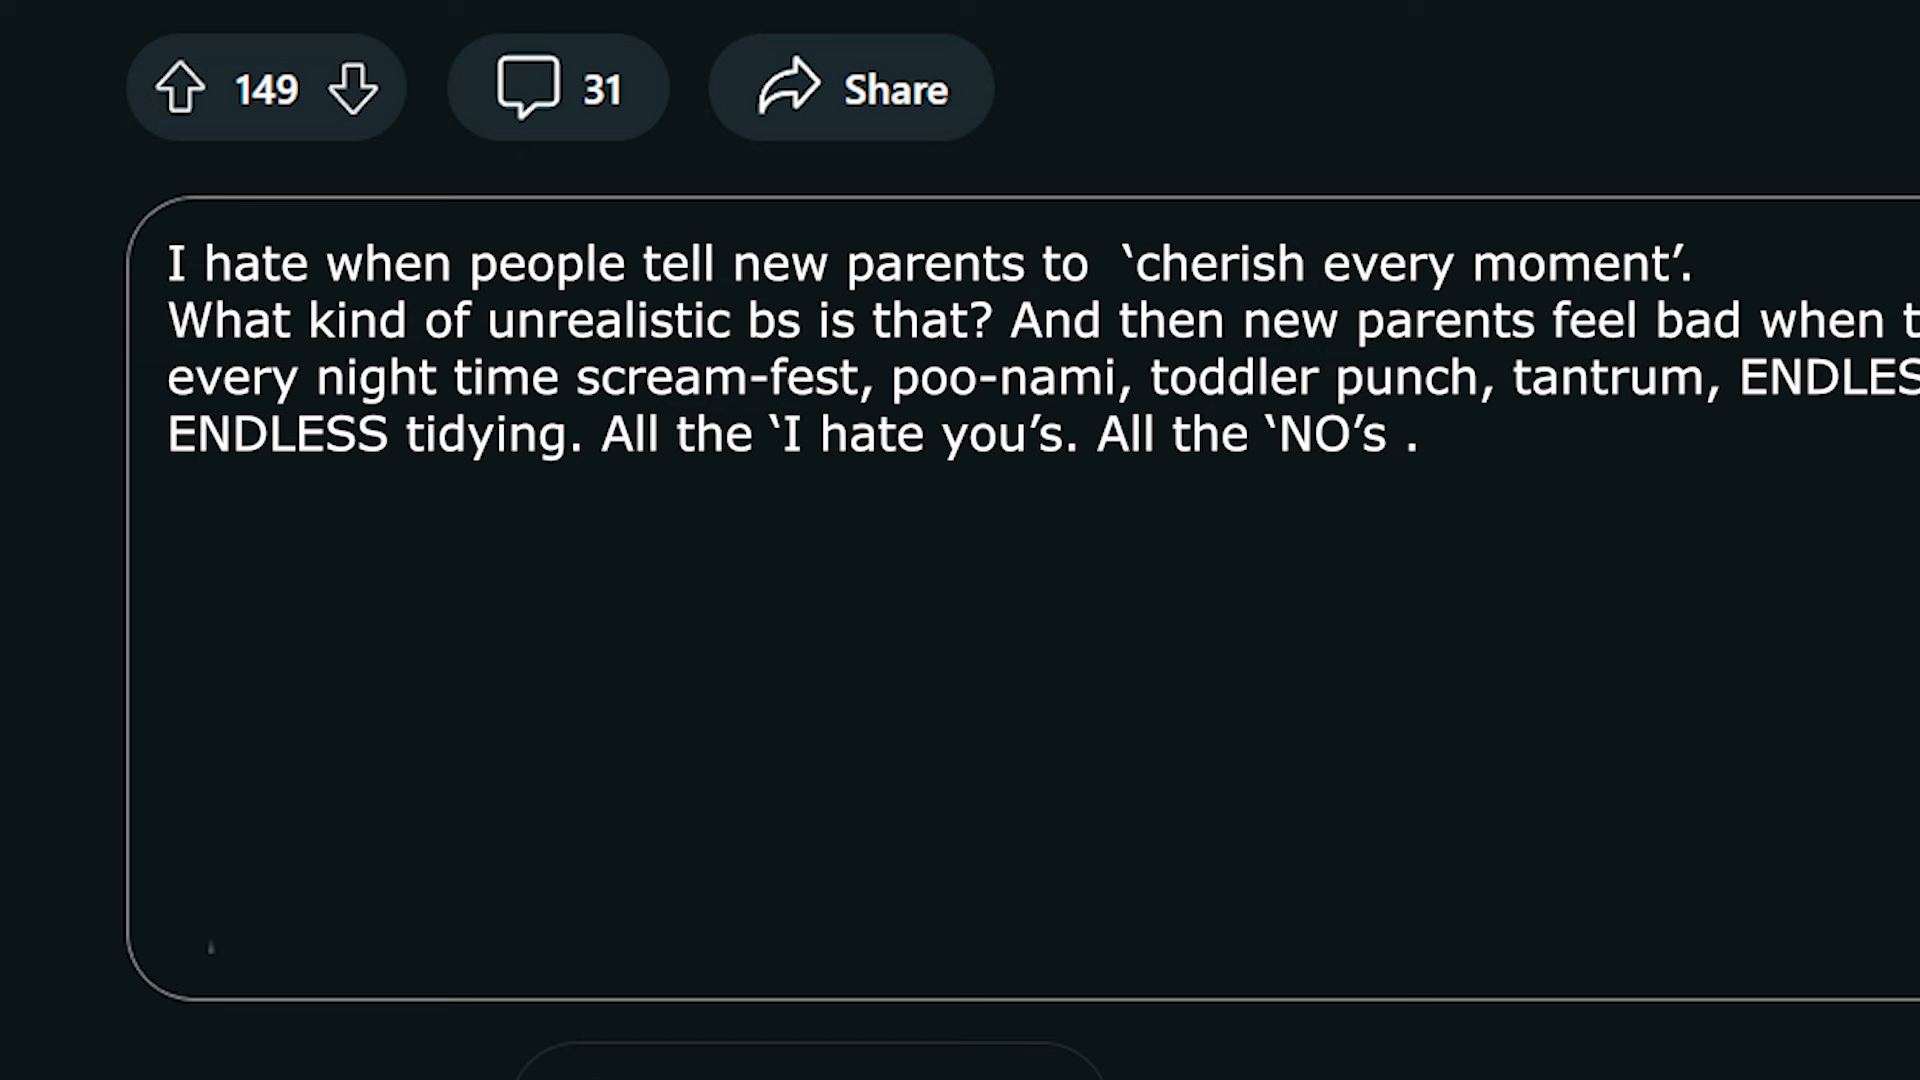 149
31
Share
I hate when people tell new parents to  ‘cherish every moment’.
What kind of unrealistic bs is that? And then new parents feel bad when
every night time scream-fest, poo-nami, toddler punch, tantrum,
ENDLESS tidying. All the ‘I hate you’s. All the ‘NO’s .